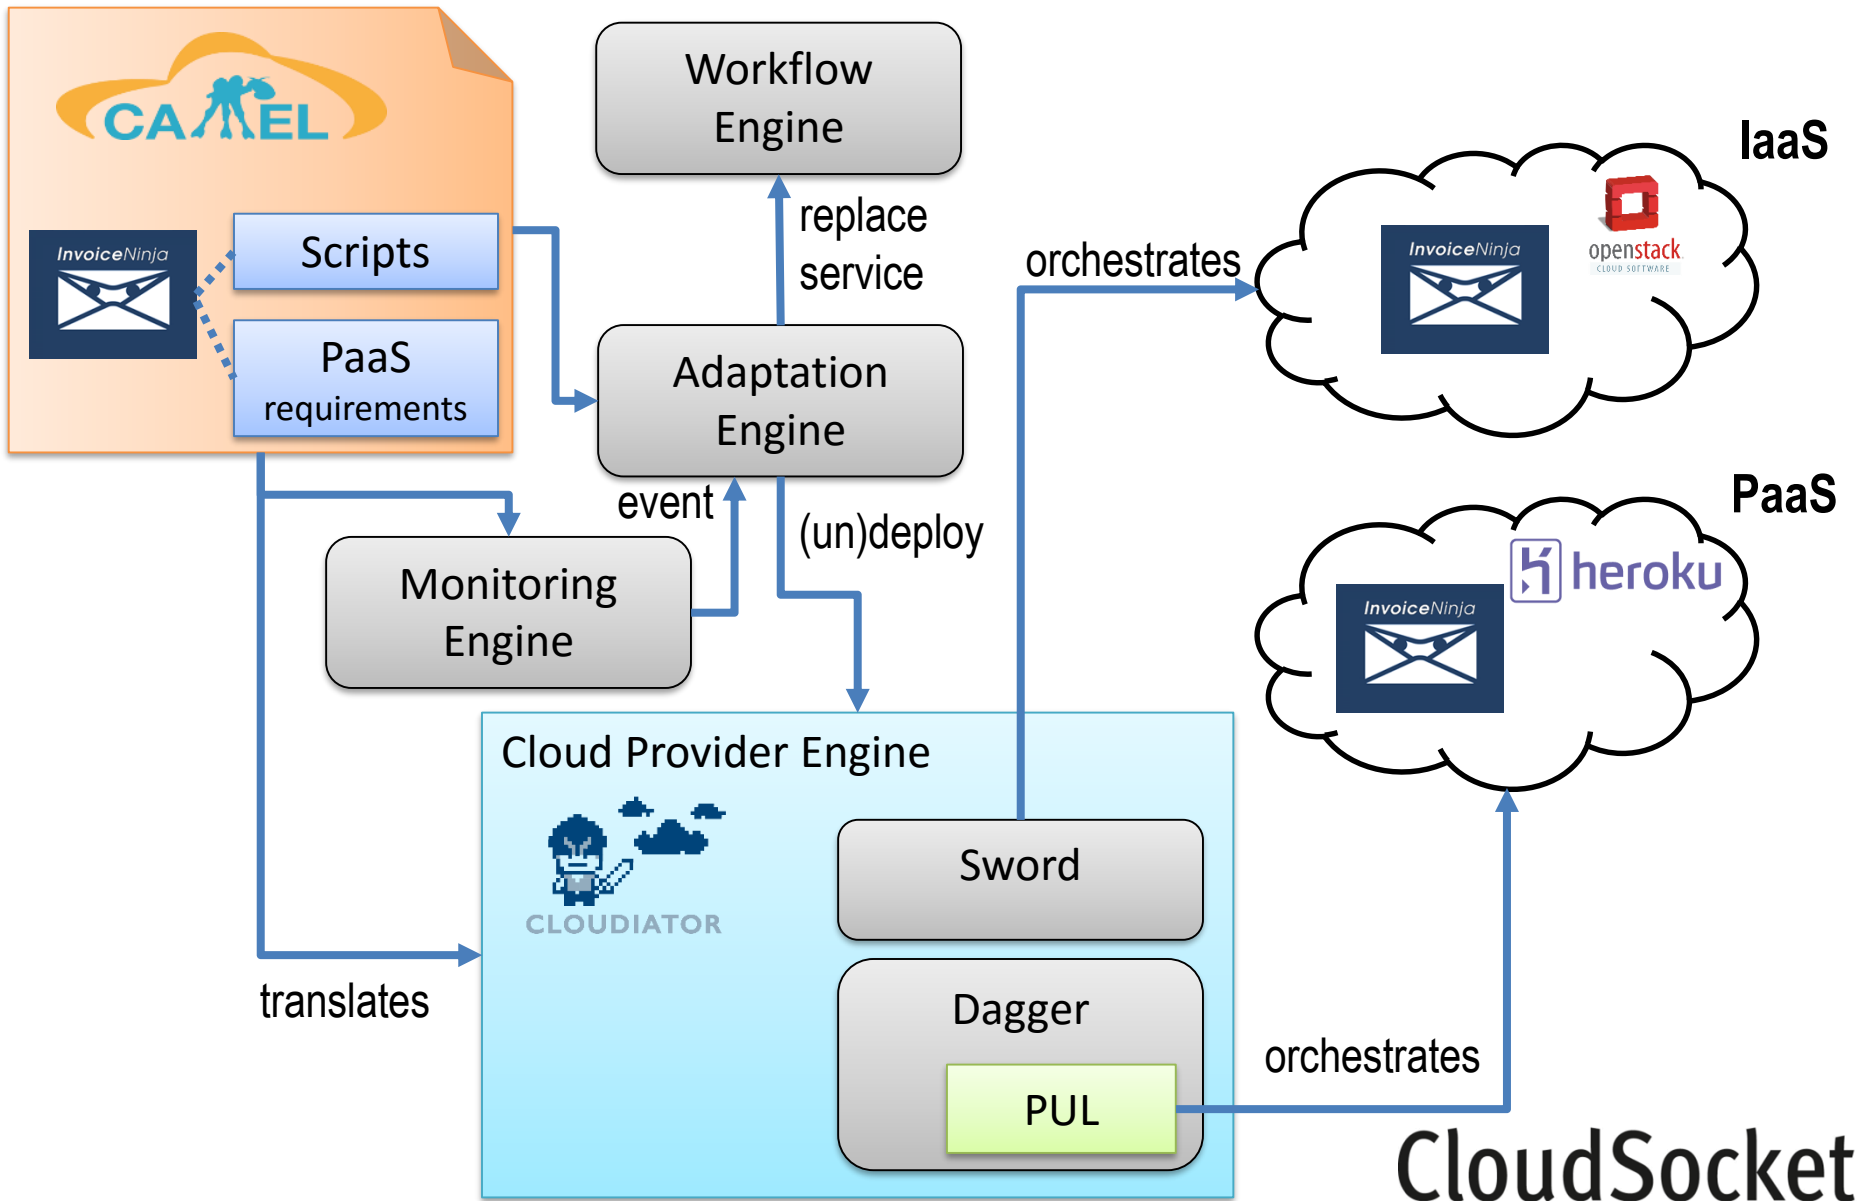 CAMEL
InvoiceNinja
Scripts
PaaS
requirements
Workflow
Engine
replace
service
Adaptation
Engine
event
(un)deploy
Monitoring
Engine
translates
Cloud Provider Engine
CLOUDIATOR
Sword
Dagger
PUL
orchestrates
IaaS
InvoiceNinja
openstack
CLOUD SOFTWARE
PaaS
heroku
InvoiceNinja
orchestrates
CloudSocket